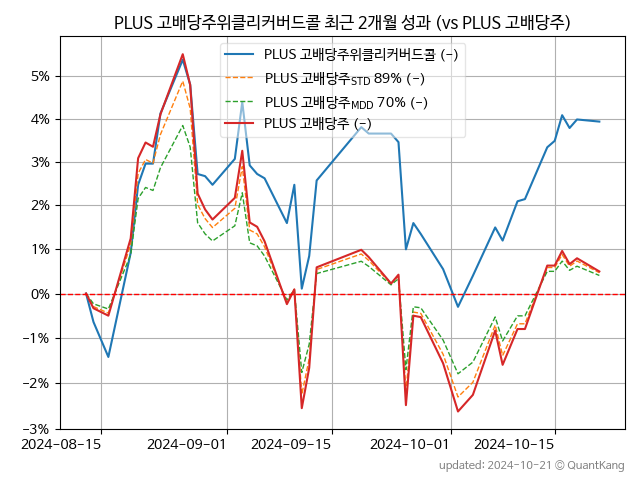 PLUS 고배당주위클리커버드콜 최근 2개월 성과 (vs PLUS 고배당주)
PLUS 고배당주위클리커버드콜 (-)
PLUS 고배당주STD 89% (-)
PLUS 고배당주MDD 70% (-)
PLUS 고배당주 (-)
5%
4%
3%
2%
1%
0%
-1%
-2%
-3%
2024-08-15 2024-09-01 2024-09-15 2024-10-01 2024-10-15
updated: 2024-10-21 © QuantKang